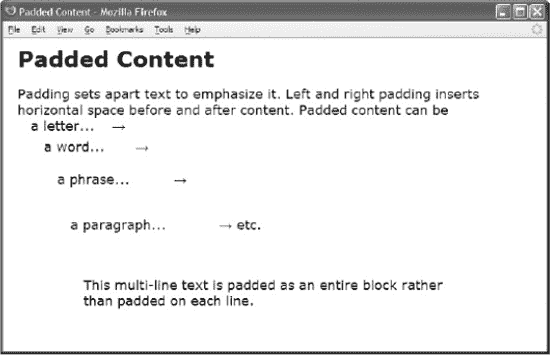 Padded Content - Mozilla Firefox
File Edit View Go Bookmarks Tools Help
Padded Content
Padding sets apart text to emphasize it. Left and right padding inserts
horizontal space before and after content. Padded content can be
a letter... →
a word... →
a phrase... →
a paragraph... → etc.
This multi-line text is padded as an entire block rather
than padded on each line.